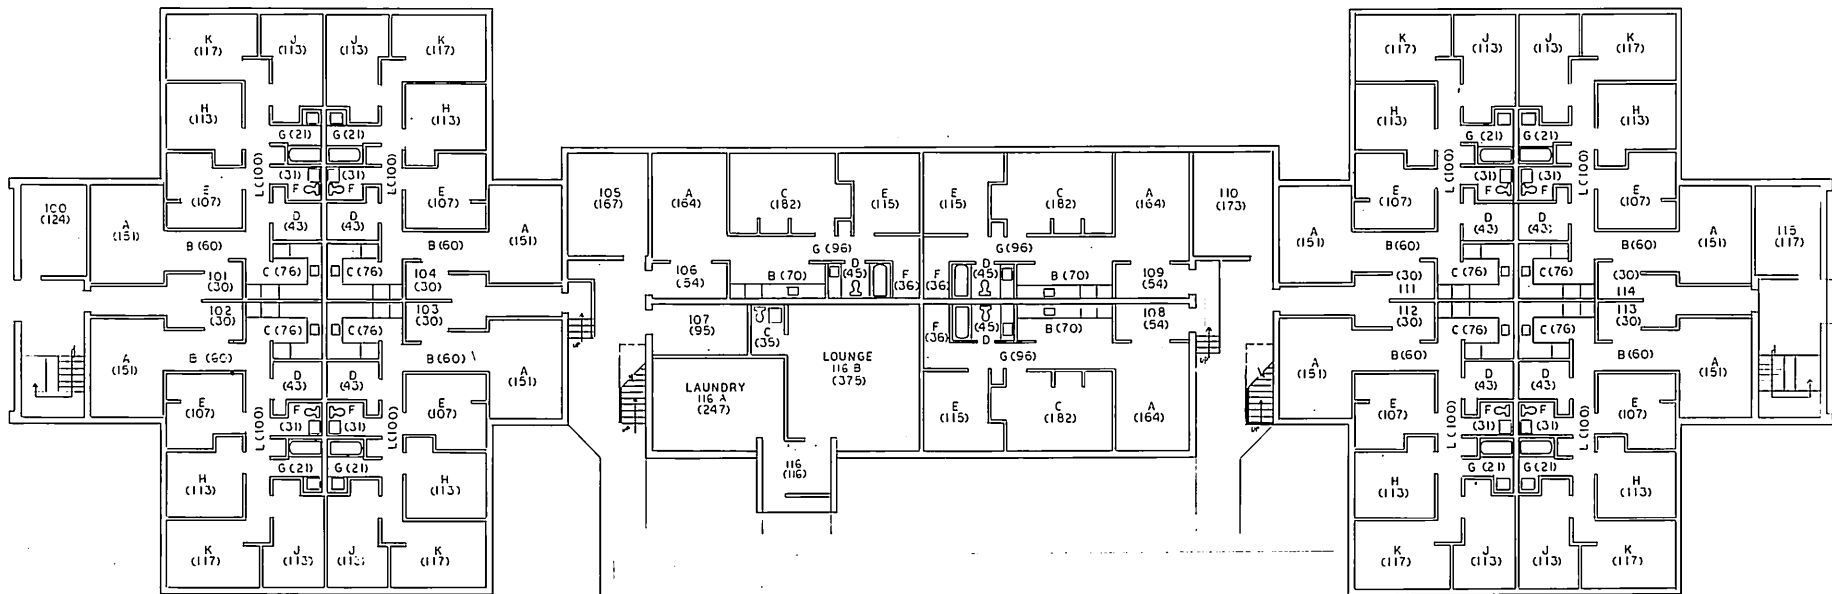 K
(117)
J
(113)
J
(113)
K
(117)
H
(113)
H
(113)
G (21)
G (21)
(31)
(31)
F
L (100)
L (100)
E
(107)
E
(107)
D
(43)
D
(43)
100
(124)
A
(151)
A
(151)
B (60)
B (60)
C (76)
C (76)
101
(30)
104
(30)
102
(30)
103
(30)
C (76)
C (76)
B (60)
B (60)
A
(151)
A
(151)
D
(43)
D
(43)
E
(107)
E
(107)
F
F
(31)
(31)
L (100)
L (100)
G (21)
G (21)
H
(113)
H
(113)
K
(117)
J
(113)
J
(113)
K
(117)
UP
105
(167)
A
(164)
C
(182)
E
(115)
E
(115)
C
(182)
A
(164)
110
(173)
G (96)
G (96)
106
(54)
B (70)
D
(45)
F
(36)
F
(36)
D
(45)
B (70)
109
(54)
107
(95)
C
(35)
LOUNGE
116 B
(375)
F
(36)
(45)
D
B (70)
108
(54)
G (96)
LAUNDRY
116 A
(247)
E
(115)
C
(182)
A
(164)
116
(116)
UP
UP
UP
K
(117)
J
(113)
J
(113)
K
(117)
H
(113)
H
(113)
G (21)
G (21)
(31)
(31)
F
F
L (100)
L (100)
E
(107)
E
(107)
D
(43)
D
(43)
A
(151)
A
(151)
115
(117)
B (60)
B (60)
C (76)
C (76)
(30)
111
(30)
114
112
(30)
113
(30)
C (76)
C (76)
B (60)
B (60)
A
(151)
A
(151)
D
(43)
D
(43)
E
(107)
E
(107)
F
F
(31)
(31)
L (100)
L (100)
G (21)
G (21)
H
(113)
H
(113)
K
(117)
J
(113)
J
(113)
K
(117)